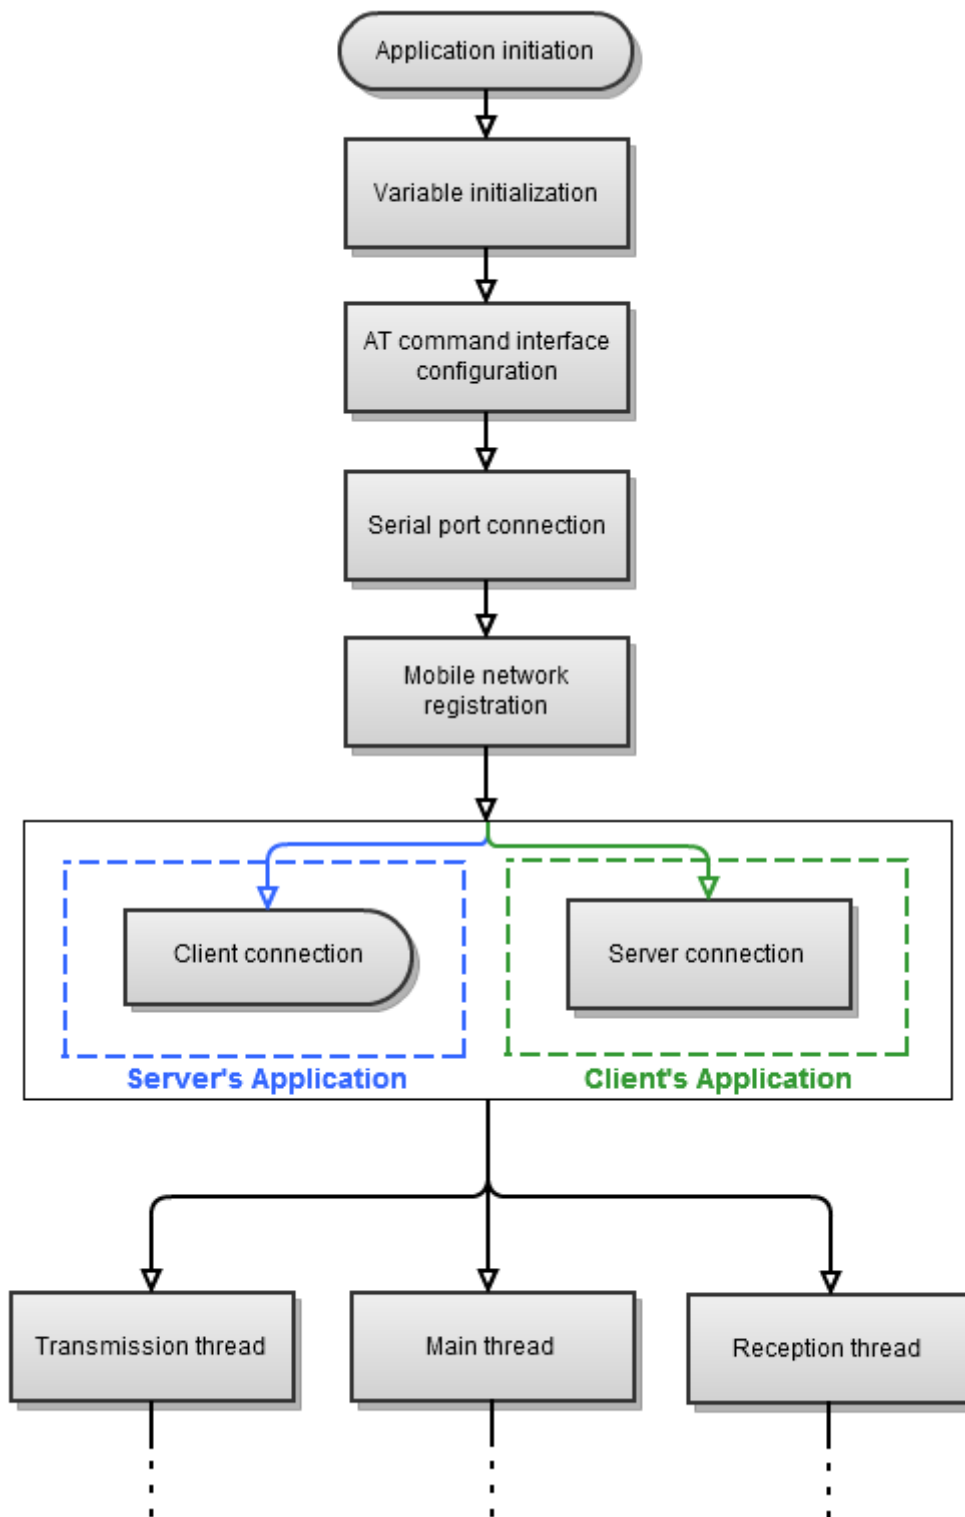 Application initiation
Variable initialization
AT command interface
configuration
Serial port connection
Mobile network
registration
Client connection
Server connection
Server's Application
Client's Application
Transmission thread
Main thread
Reception thread